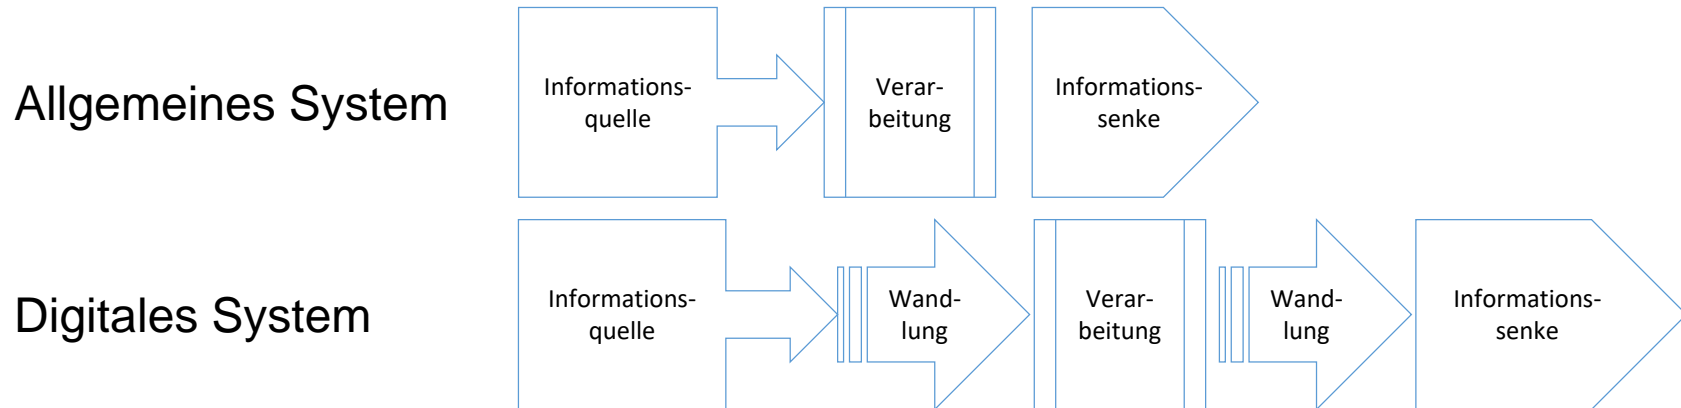 Allgemeines System
Informations-
quelle
Verar-
beitung
Informations-
senke
Digitales System
Informations-
quelle
Wand-
lung
Verar-
beitung
Wand-
lung
Informations-
senke